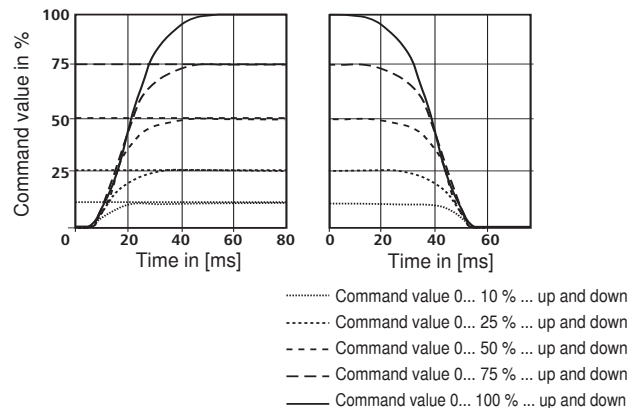 Command value in %
100
75
50
25
0 20 40 60 80
0 20 40 60
Time in [ms] Time in [ms]
Command value 0... 10 % ... up and down
Command value 0... 25 % ... up and down
Command value 0... 50 % ... up and down
Command value 0... 75 % ... up and down
Command value 0... 100 % ... up and down